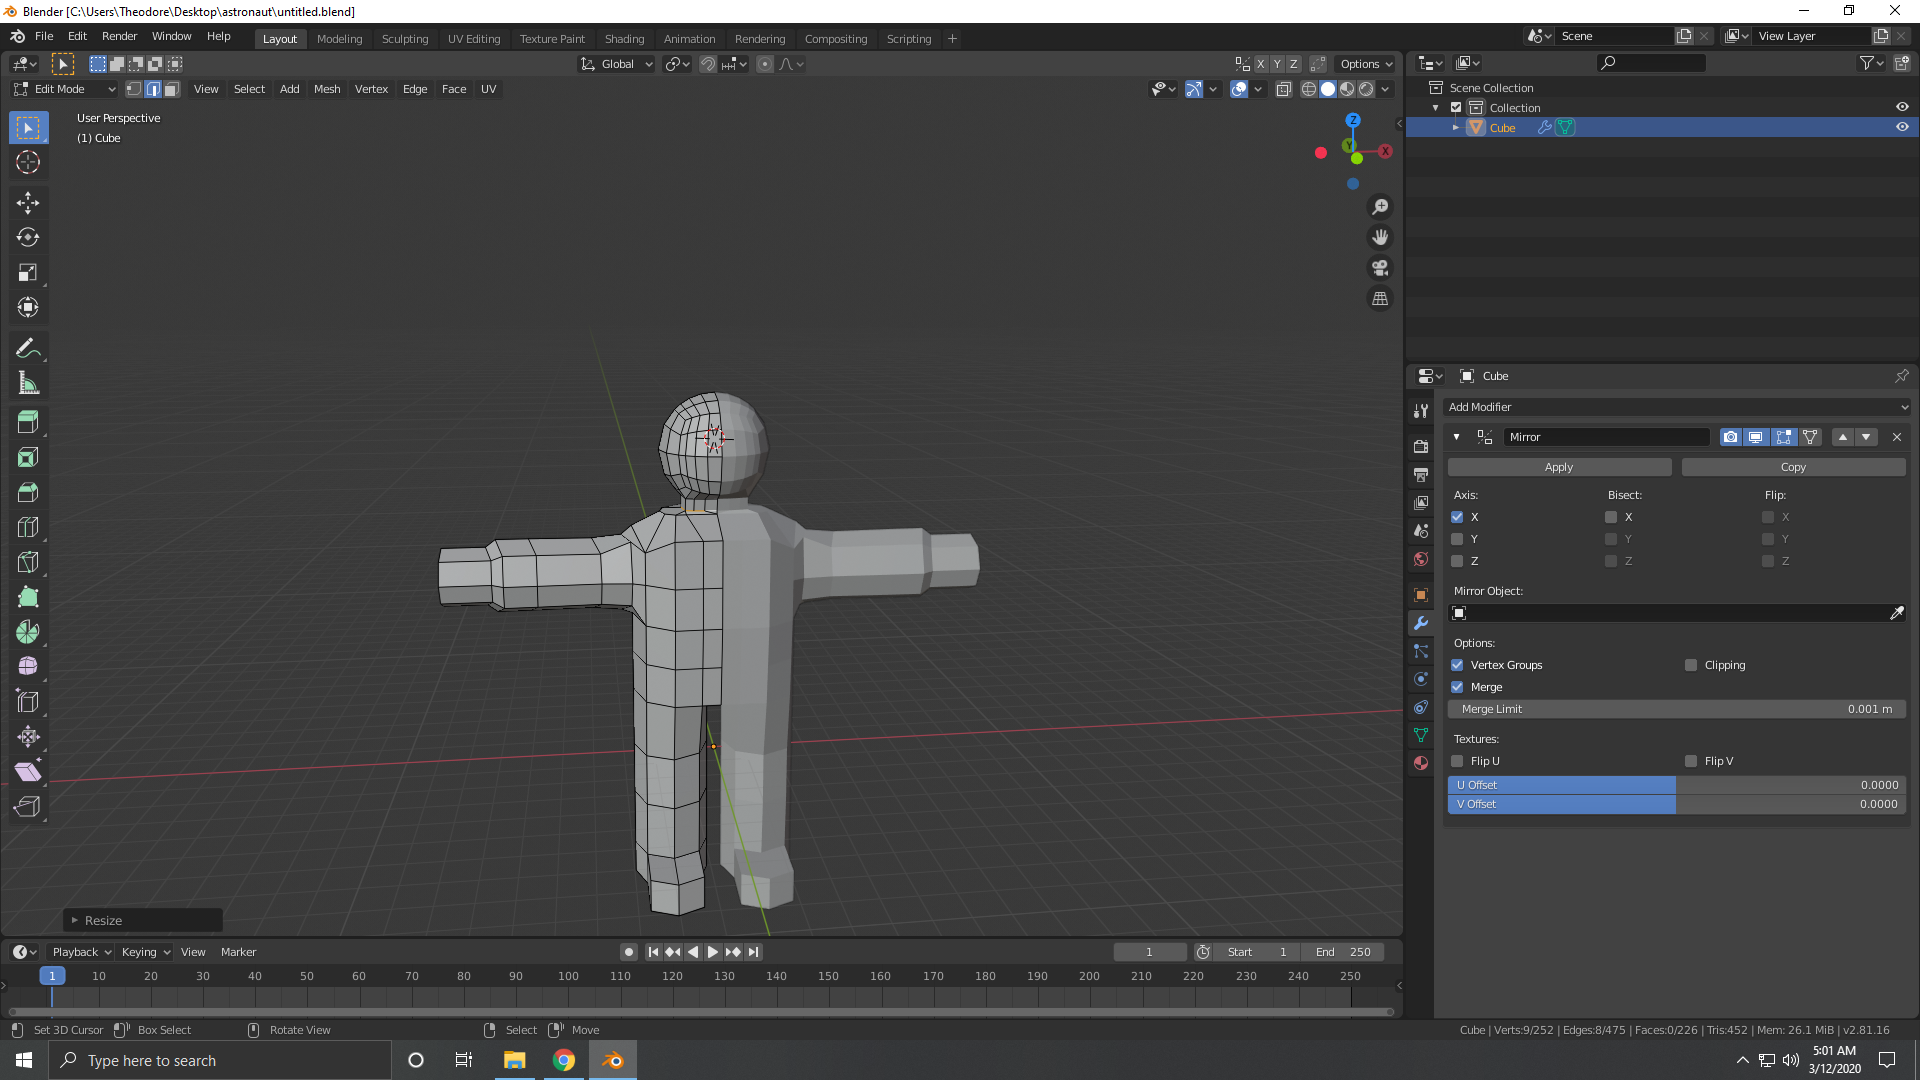 Blender [C:\Users\Theodore\Desktop\astronaut\untitled.blend]
File Edit Render Window Help Layout Modeling Sculpting UV Editing Texture Paint Shading Animation Rendering Compositing Scripting + Scene View Layer
Global X Y Z Options
Edit Mode View Select Add Mesh Vertex Edge Face UV
User Perspective
(1) Cube
Z
Y X
Scene Collection
Collection
Cube
Cube
Add Modifier
Mirror
Apply Copy
Axis: Bisect: Flip:
X X X
Y Y Y
Z Z Z
Mirror Object:
Options:
Vertex Groups Clipping
Merge
Merge Limit 0.001 m
Textures:
Flip U Flip V
U Offset 0.0000
V Offset 0.0000
Resize
Playback Keying View Marker 1 Start 1 End 250
1 10 20 30 40 50 60 70 80 90 100 110 120 130 140 150 160 170 180 190 200 210 220 230 240 250
Set 3D Cursor Box Select Rotate View Select Move Cube | Verts:9/252 | Edges:8/475 | Faces:0/226 | Tris:452 | Mem: 26.1 MiB | v2.81.16
Type here to search
5:01 AM
3/12/2020